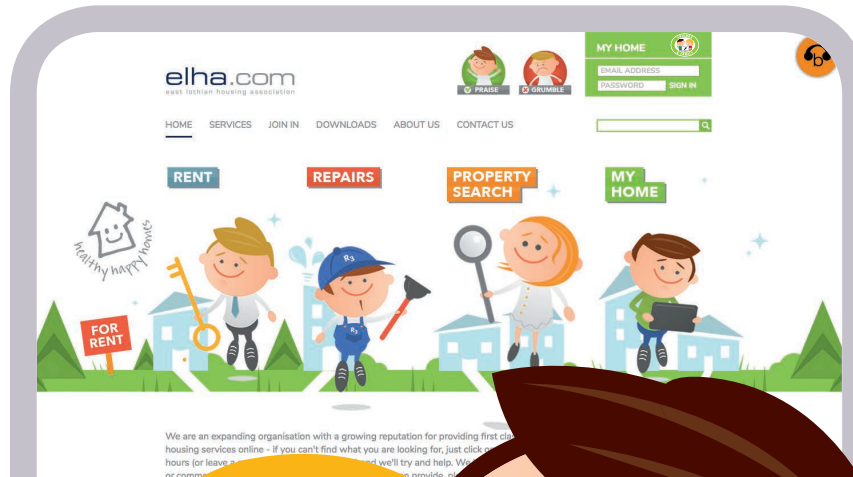 elha.com
east lothian housing association
PRAISE
GRUMBLE
MY HOME
EMAIL ADDRESS
PASSWORD SIGN IN
HOME SERVICES JOIN IN DOWNLOADS ABOUT US CONTACT US
RENT
REPAIRS
PROPERTY
SEARCH
MY
HOME
healthy happy homes
R3
R3
FOR
RENT
We are an expanding organisation with a growing reputation for providing first
housing services online - if you can't find what you are looking for, just click
hours (or leave a and we'll try and help. We
or provide,